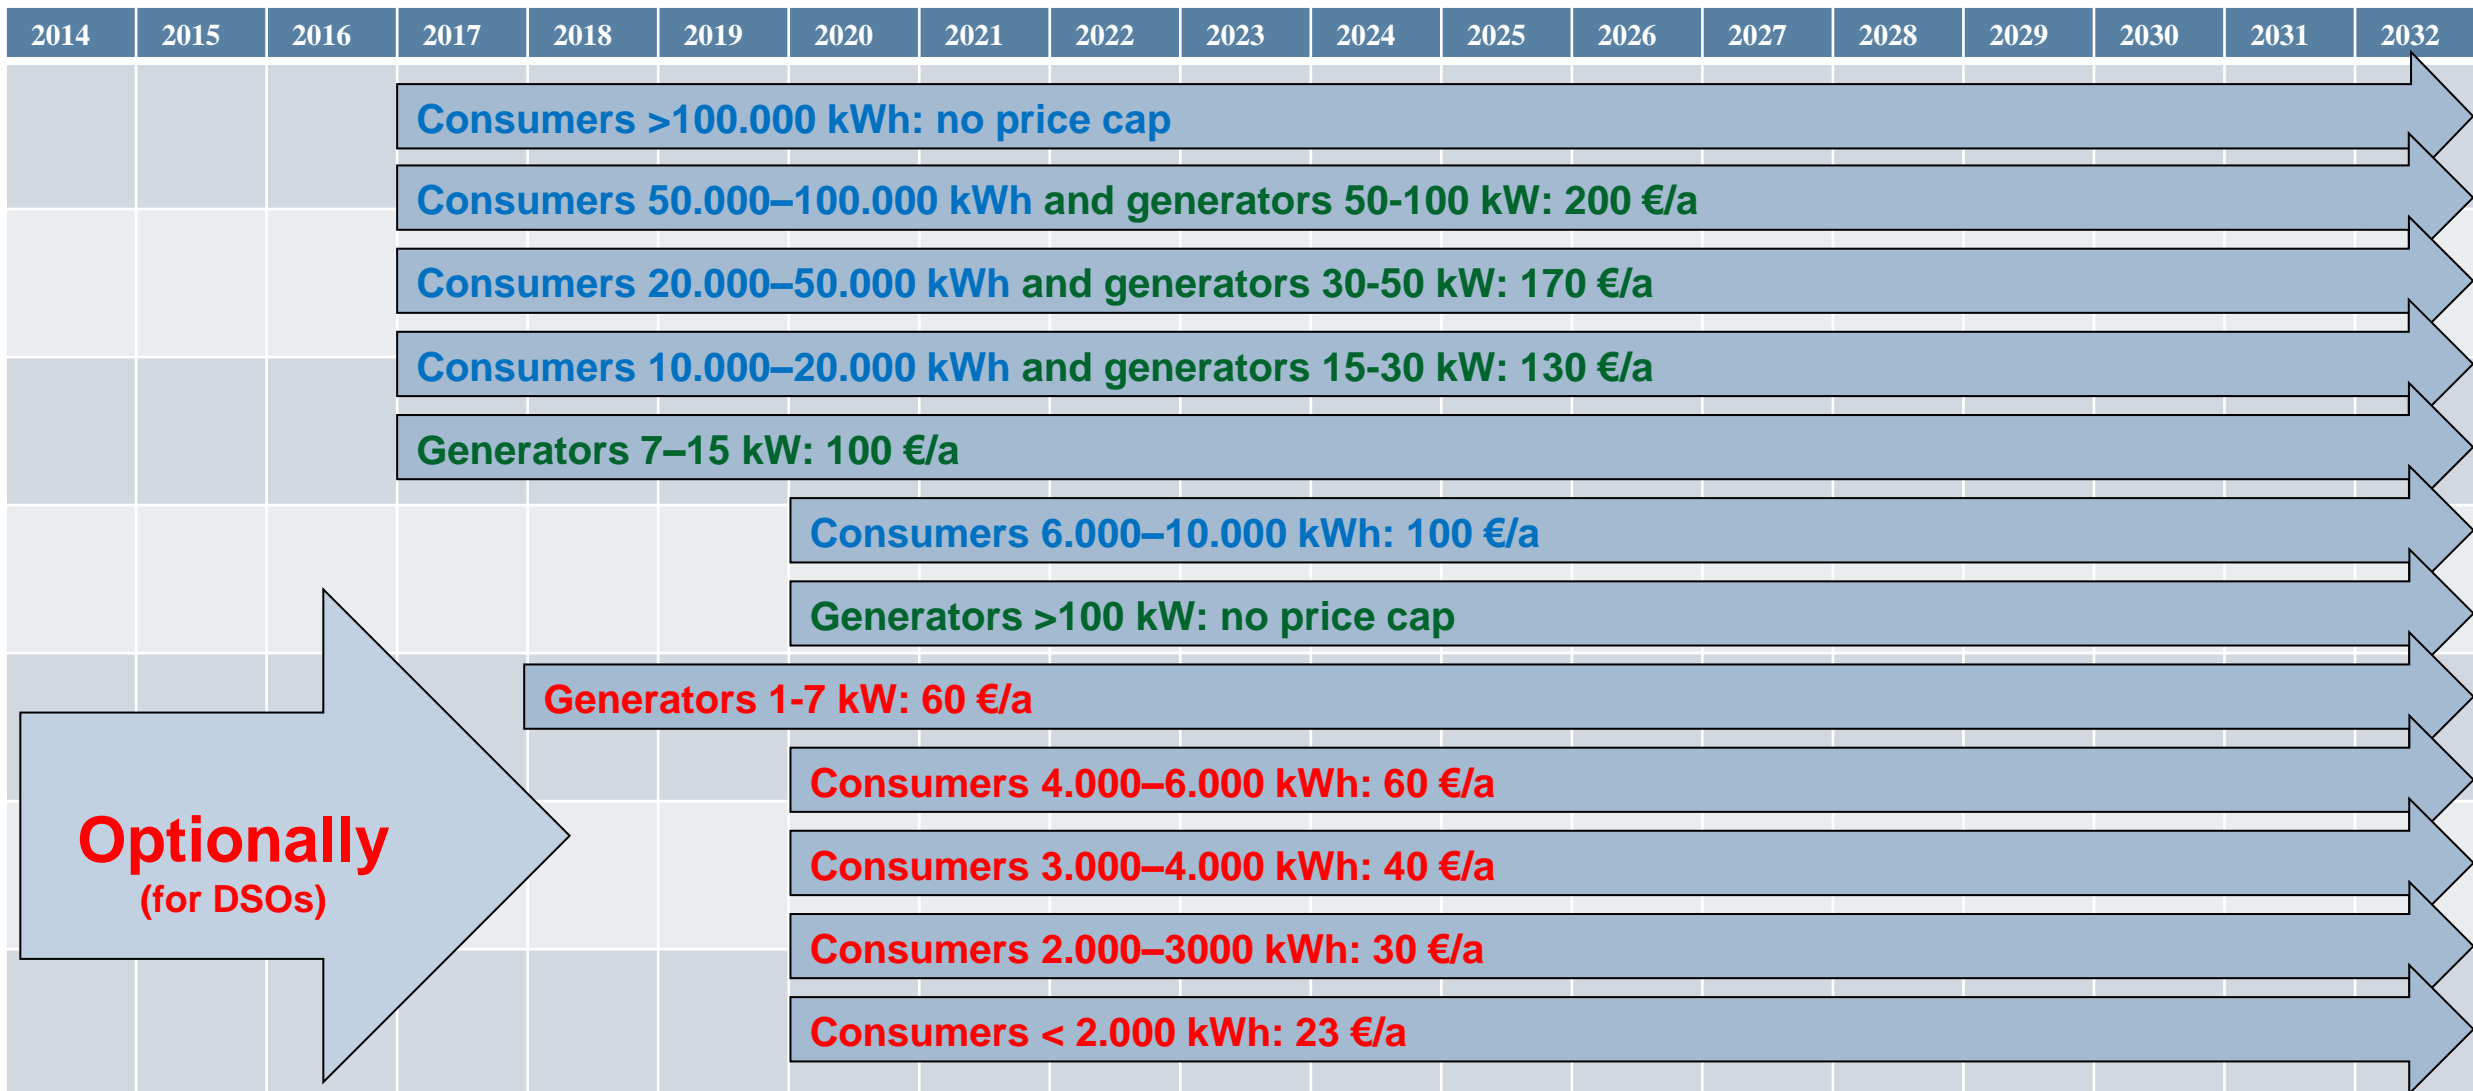 2014 2015 2016 2017 2018 2019 2020 2021 2022 2023 2024 2025 2026 2027 2028 2029 2030 2031 2032
Consumers >100.000 kWh: no price cap
Consumers 50.000–100.000 kWh and generators 50-100 kW: 200 €/a
Consumers 20.000–50.000 kWh and generators 30-50 kW: 170 €/a
Consumers 10.000–20.000 kWh and generators 15-30 kW: 130 €/a
Generators 7–15 kW: 100 €/a
Consumers 6.000–10.000 kWh: 100 €/a
Generators >100 kW: no price cap
Generators 1-7 kW: 60 €/a
Consumers 4.000–6.000 kWh: 60 €/a
Optionally
(for DSOs)
Consumers 3.000–4.000 kWh: 40 €/a
Consumers 2.000–3000 kWh: 30 €/a
Consumers < 2.000 kWh: 23 €/a